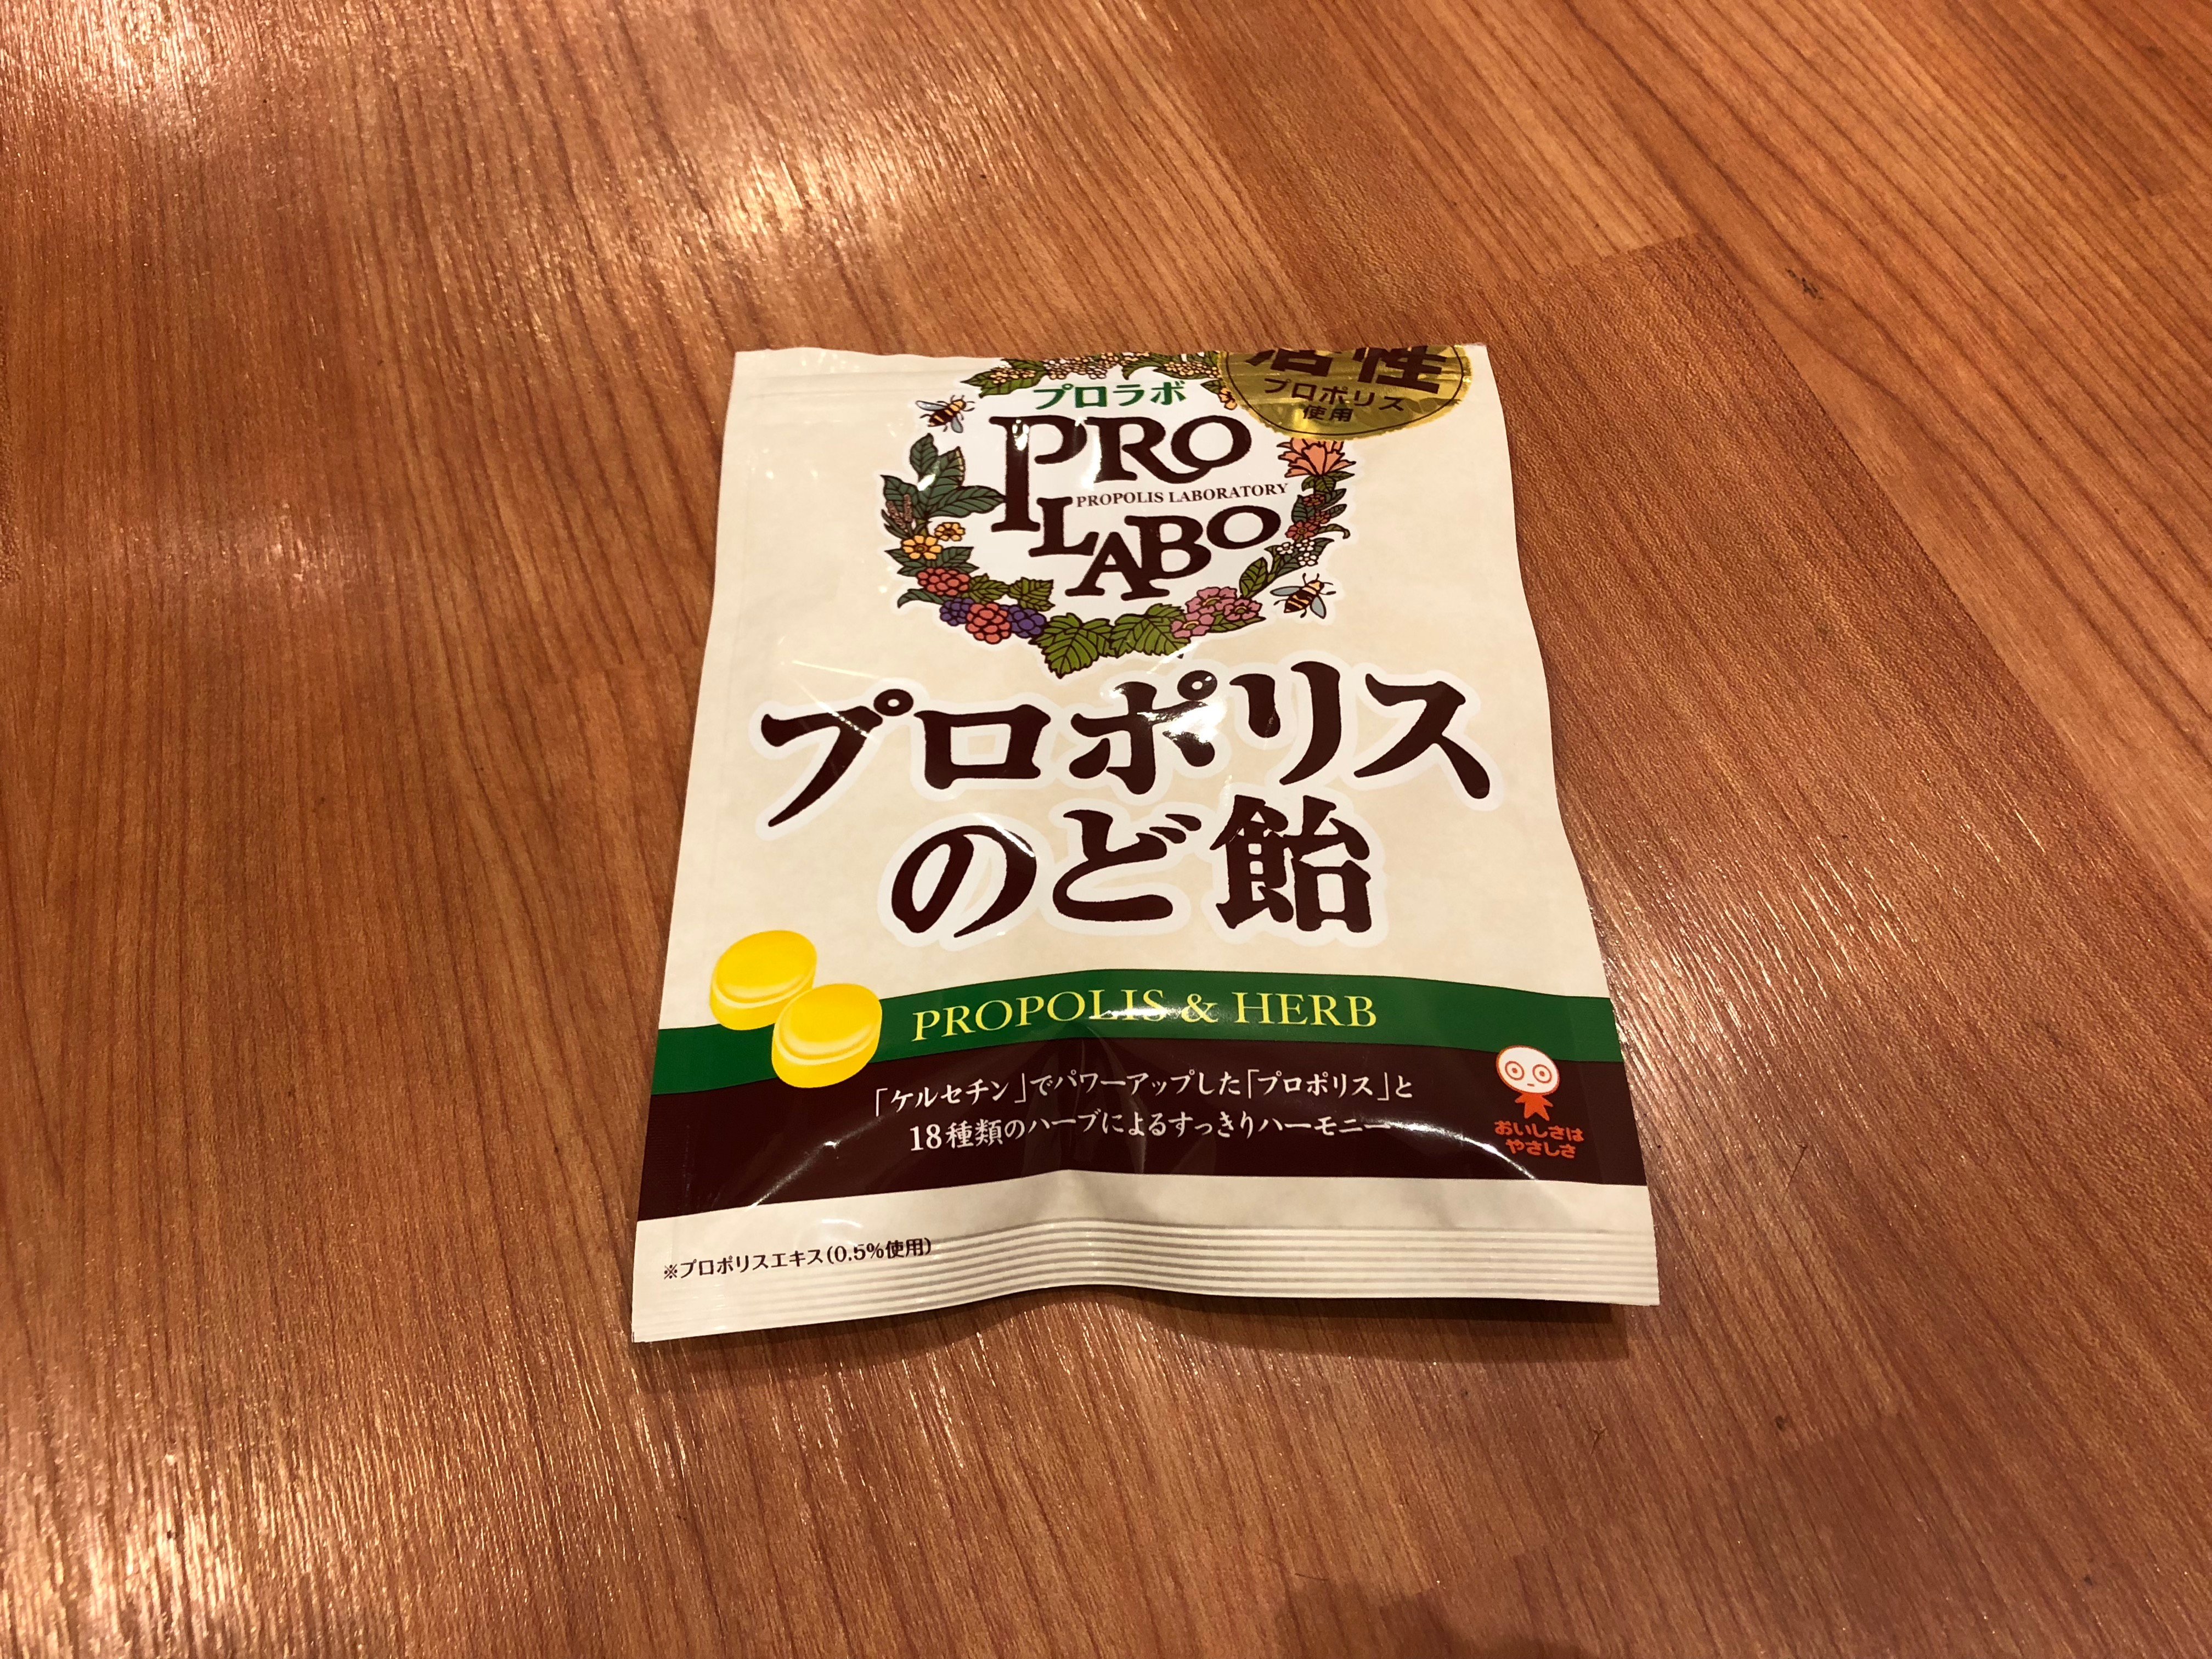 プロラボ
PRO
PROPOLIS LABORATORY
LABO
活性
プロポリス
使用
プロポリス
のど飴
PROPOLIS & HERB
「ケルセチン」でパワーアップした「プロポリス」と
18種類のハーブによるすっきりハーモニー
おいしさは
やさしさ
※プロポリスエキス(0.5%使用)